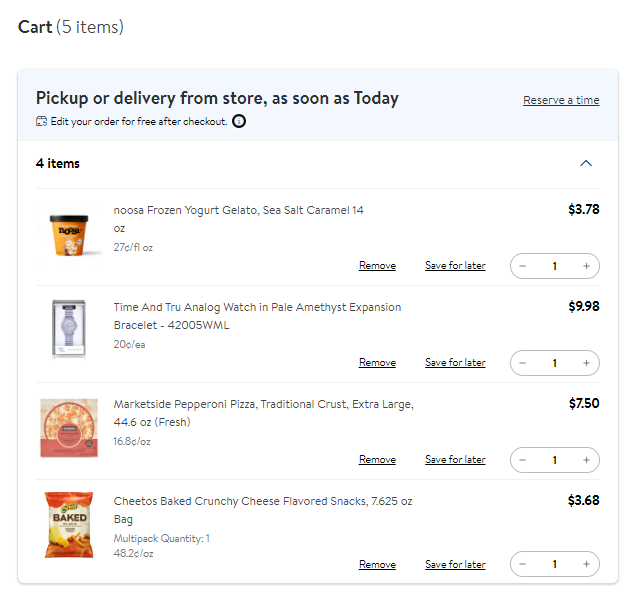 Cart (5 items)
Pickup or delivery from store, as soon as Today
Reserve a time
Edit your order for free after checkout.
4 items
noosa Frozen Yogurt Gelato, Sea Salt Caramel 14
oz
$3.78
27¢/fl oz
Remove
Save for later
− 1 +
noosa
Time And Tru Analog Watch in Pale Amethyst Expansion
Bracelet - 42005WML
$9.98
20¢/ea
Remove
Save for later
− 1 +
Marketside Pepperoni Pizza, Traditional Crust, Extra Large,
44.6 oz (Fresh)
$7.50
16.8¢/oz
Remove
Save for later
− 1 +
Cheetos Baked Crunchy Cheese Flavored Snacks, 7.625 oz
Bag
$3.68
Multipack Quantity: 1
48.2¢/oz
Remove
Save for later
− 1 +
Cheetos
BAKED